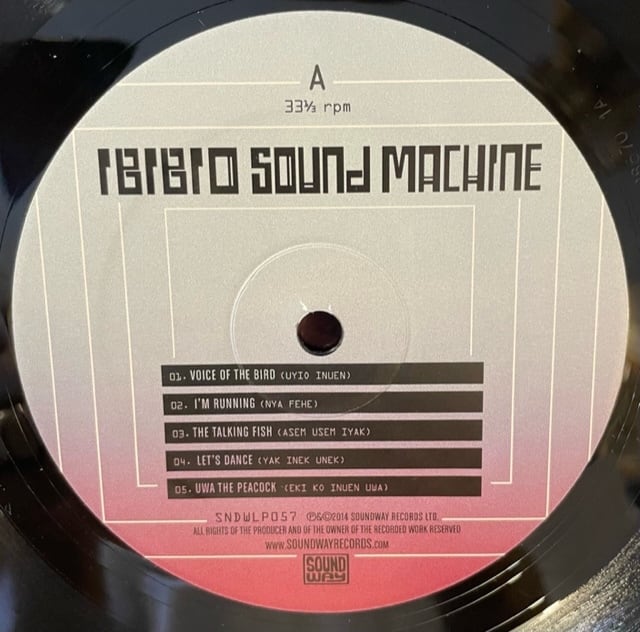 A
33⅓ rpm
IBIBIO SOUND MACHINE
01. VOICE OF THE BIRD (UYIO INUEN)
02. I'M RUNNING (NYA FEHE)
03. THE TALKING FISH (ASEM USEM IYAK)
04. LET'S DANCE (YAK INEK UNEK)
05. UWA THE PEACOCK (EKI KO INUEN UWA)
SNDWLP057 ℗&©2014 SOUNDWAY RECORDS LTD.
ALL RIGHTS OF THE PRODUCER AND OF THE OWNER OF THE RECORDED WORK RESERVED
WWW.SOUNDWAYRECORDS.COM
SOUND
WAY